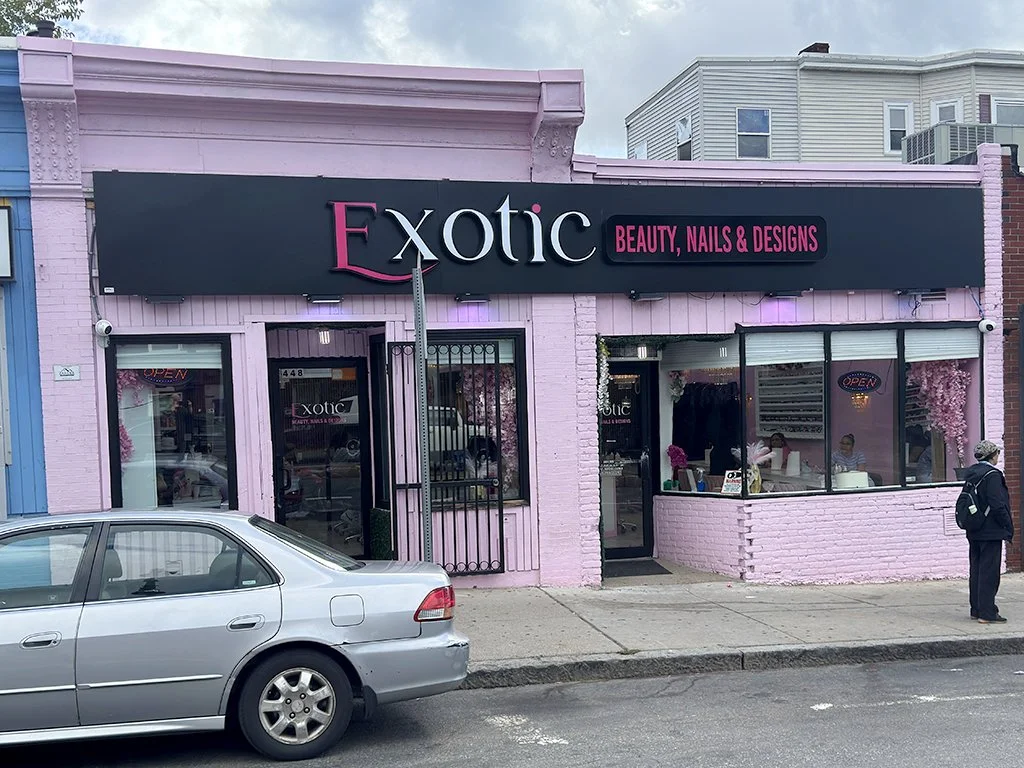 Exotic
BEAUTY, NAILS & DESIGNS
OPEN
448
Exotic
BEAUTY, NAILS & DESIGNS
OPEN